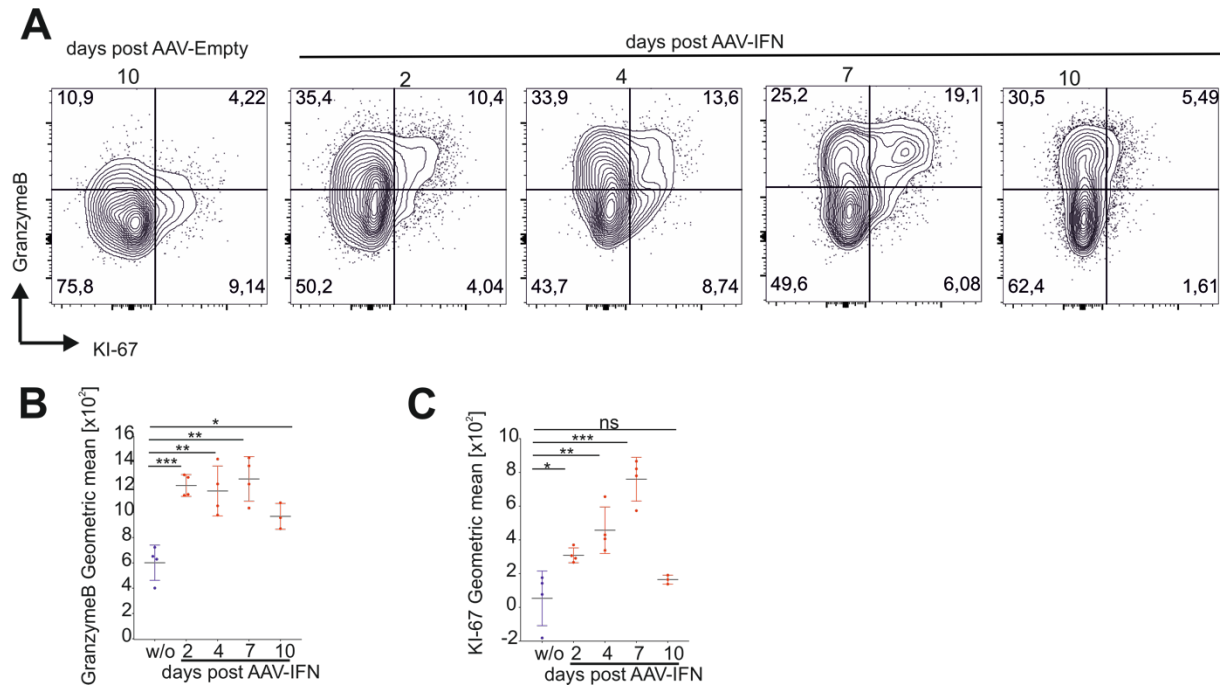 A
days post AAV-Empty
days post AAV-IFN
10
2
4
7
10
10,9 4,22
35,4 10,4
33,9 13,6
25,2 19,1
30,5 5,49
75,8 9,14
50,2 4,04
43,7 8,74
49,6 6,08
62,4 1,61
GranzymeB
KI-67
B
GranzymeB Geometric mean [x10²]
16
14
12
10
8
6
4
2
0
*
**
**
***
w/o 2 4 7 10
days post AAV-IFN
C
KI-67 Geometric mean [x10²]
10
8
6
4
2
0
-2
ns
***
**
*
w/o 2 4 7 10
days post AAV-IFN